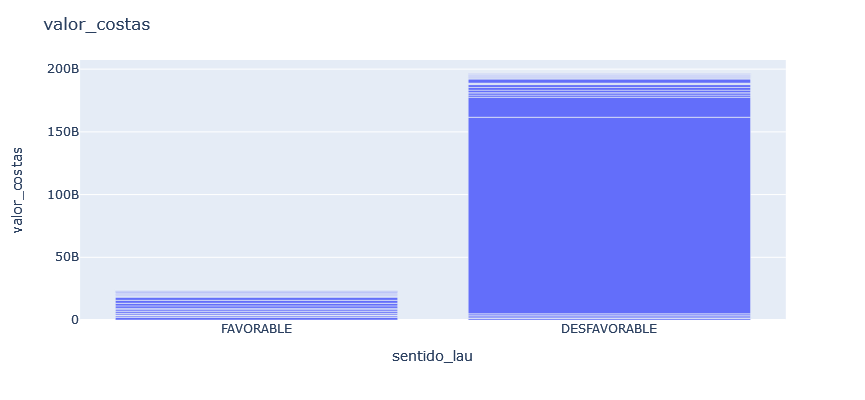 valor_costas
200B
150B
100B
50B
0
valor_costas
FAVORABLE
DESFAVORABLE
sentido_lau